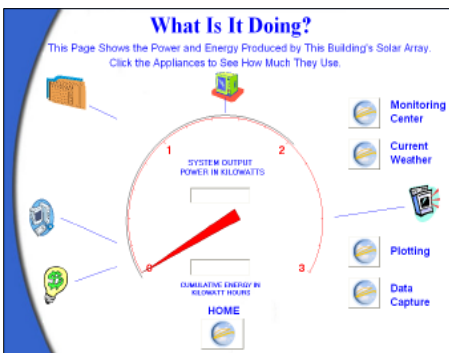 What Is It Doing?
This Page Shows the Power and Energy Produced by This Building's Solar Array.
Click the Appliances to See How Much They Use.
Monitoring
Center
1
2
Current
Weather
SYSTEM OUTPUT
POWER IN KILOWATTS
Plotting
0
3
CUMULATIVE ENERGY IN
KILOWATT HOURS
Data
Capture
HOME